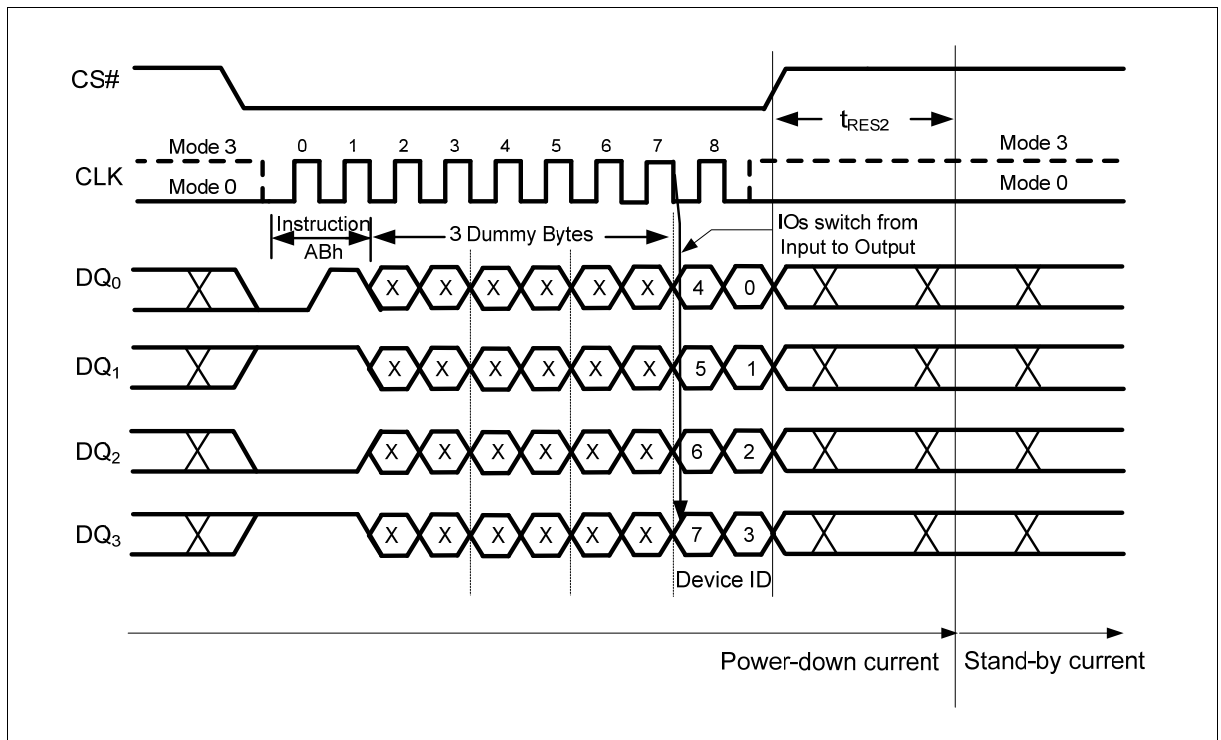 CS#
tRES2
0 1 2 3 4 5 6 7 8
Mode 3
Mode 3
CLK
Mode 0
Mode 0
Instruction
ABh
3 Dummy Bytes
IOs switch from
Input to Output
DQ0
X X X X X X 4 0
DQ1
X X X X X X 5 1
DQ2
X X X X X X 6 2
DQ3
X X X X X X 7 3
Device ID
Power-down current
Stand-by current